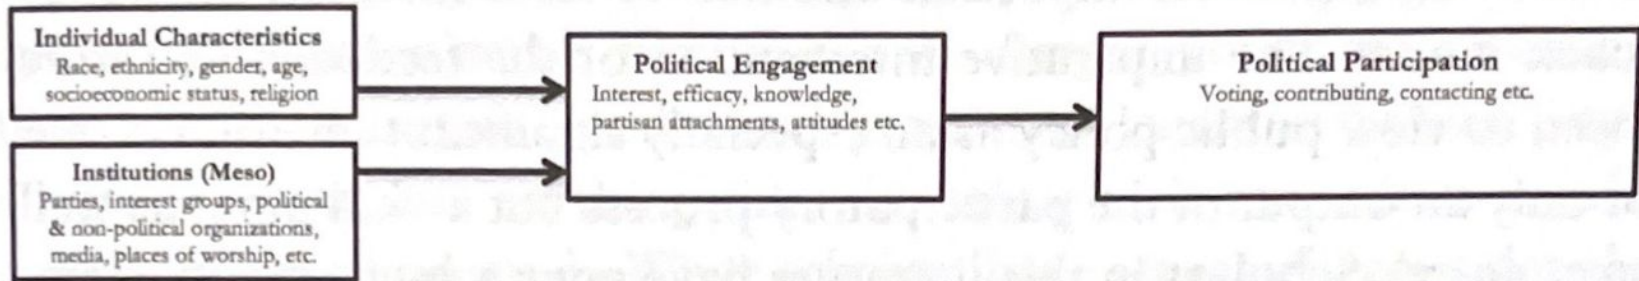 Individual Characteristics
Race, ethnicity, gender, age,
socioeconomic status, religion
Institutions (Meso)
Parties, interest groups, political
& non-political organizations,
media, places of worship, etc.
Political Engagement
Interest, efficacy, knowledge,
partisan attachments, attitudes etc.
Political Participation
Voting, contributing, contacting etc.